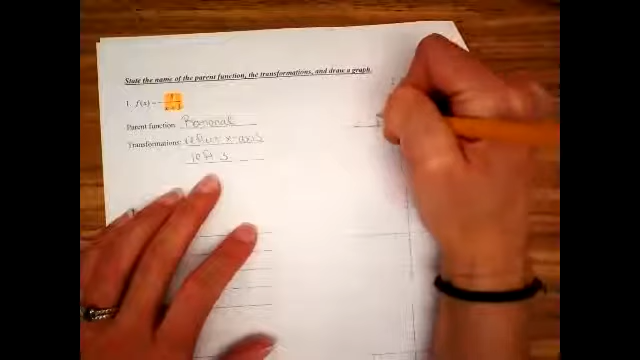 State the name of the parent function, the transformations, and draw a graph.
1. f(x) = -
Parent function: Rational
Transformations: reflect x-axis
left 3